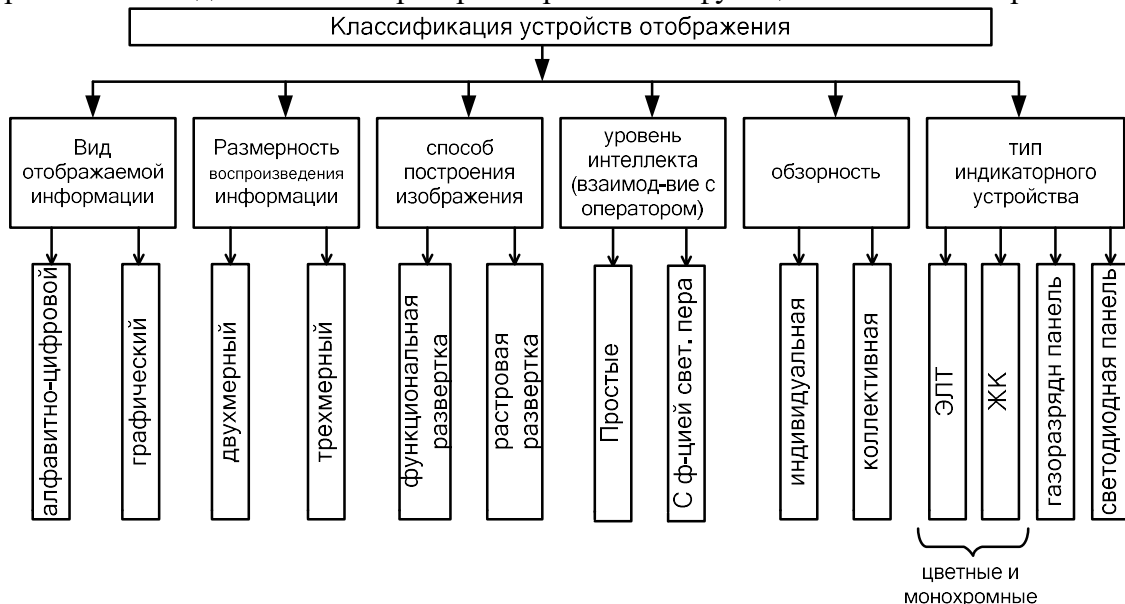 Классификация устройств отображения
Вид
отображаемой
информации
Размерность
воспроизведения
информации
способ
построения
изображения
уровень
интеллекта
(взаимод-вие с
оператором)
обзорность
тип
индикаторного
устройства
алфавитно-цифровой
графический
двухмерный
трехмерный
функциональная
развертка
растровая
развертка
Простые
С ф-цией свет. пера
индивидуальная
коллективная
ЭЛТ
ЖК
газоразрядн панель
светодиодная панель
цветные и
монохромные